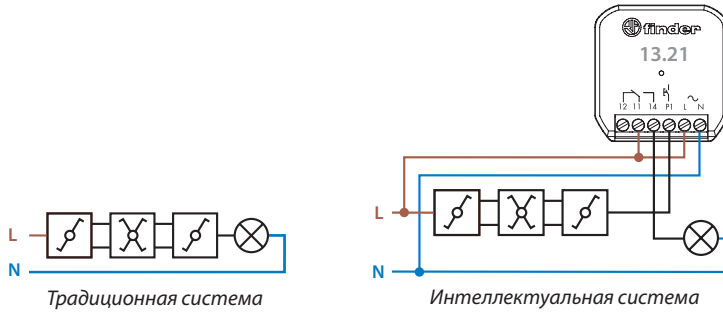 finder
13.21
12 11 14 P1 L N
L
N
Традиционная система
L
N
Интеллектуальная система